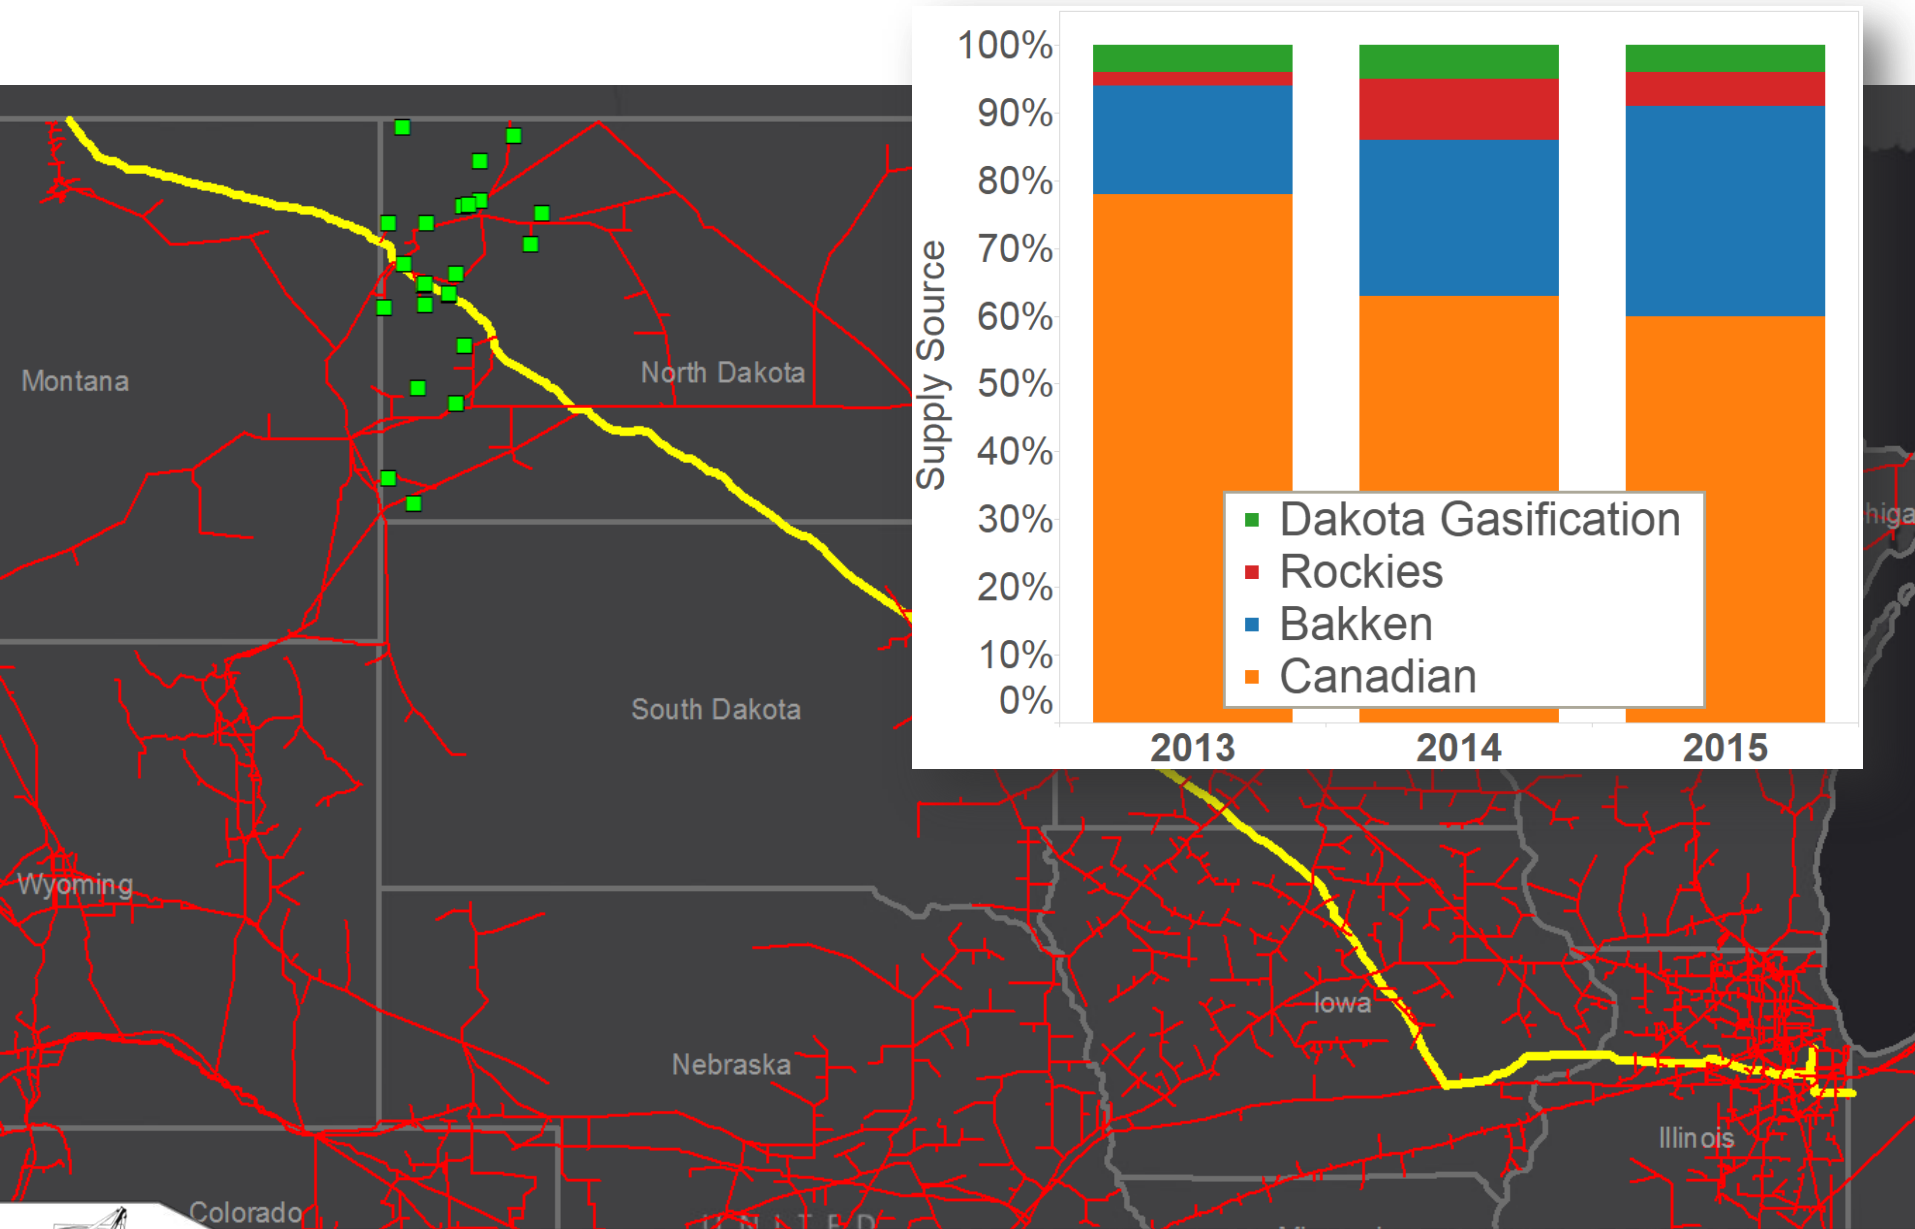 100%
90%
80%
70%
60%
50%
40%
30%
20%
10%
0%
Supply Source
Dakota Gasification
Rockies
Bakken
Canadian
2013 2014 2015
Montana
North Dakota
South Dakota
Wyoming
Nebraska
Iowa
Illinois
Colorado
higa